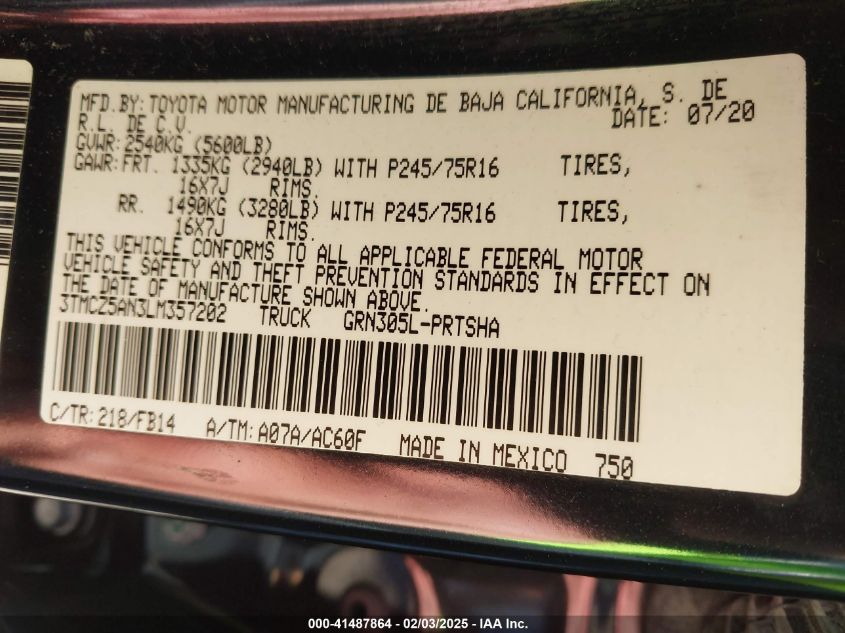 MFD.BY: TOYOTA MOTOR MANUFACTURING DE BAJA CALIFORNIA, S. DE
R.L. DE C.V. DATE: 07/20
GVWR: 2540KG (5600LB)
GAWR: FRT. 1335KG (2940LB) WITH P245/75R16 TIRES,
16X7J RIMS.
RR. 1490KG (3280LB) WITH P245/75R16 TIRES,
16X7J RIMS.
THIS VEHICLE CONFORMS TO ALL APPLICABLE FEDERAL MOTOR
VEHICLE SAFETY AND THEFT PREVENTION STANDARDS IN EFFECT ON
THE DATE OF MANUFACTURE SHOWN ABOVE.
3TMCZ5AN3LM357202 TRUCK GRN305L-PRTSHA
C/TR: 218/FB14 A/TM: A07A/AC60F MADE IN MEXICO 750
000-41487864 - 02/03/2025 - IAA Inc.